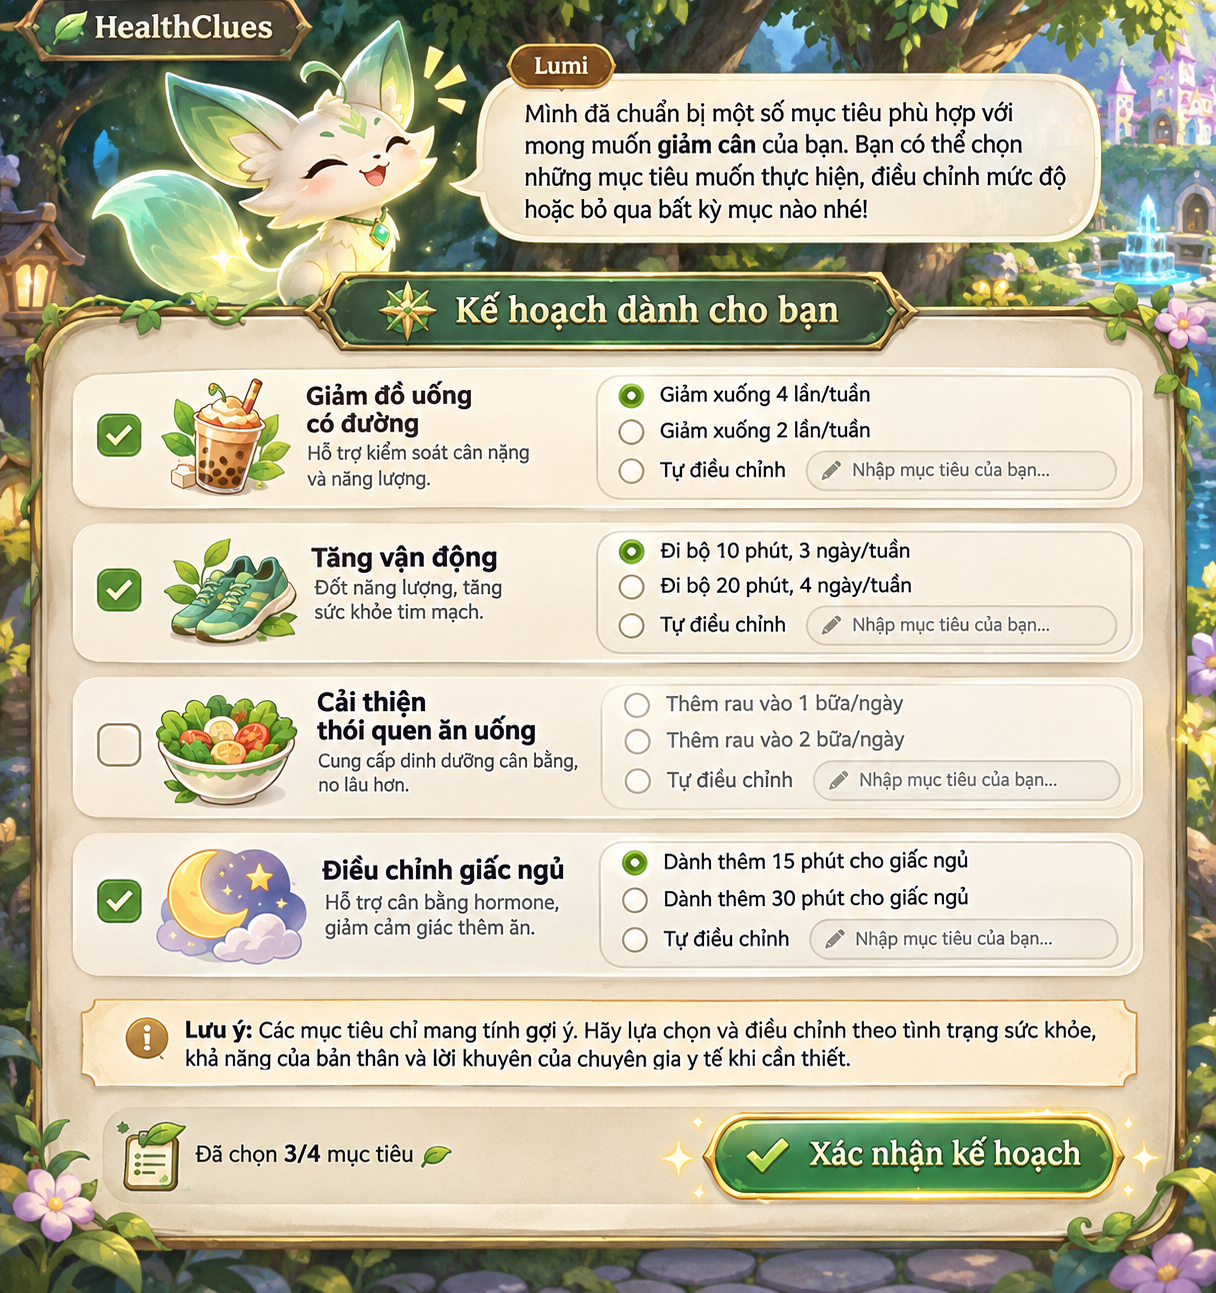 HealthClues
Lumi
Mình đã chuẩn bị một số mục tiêu phù hợp với
mong muốn giảm cân của bạn. Bạn có thể chọn
những mục tiêu muốn thực hiện, điều chỉnh mức độ
hoặc bỏ qua bất kỳ mục nào nhé!
Kế hoạch dành cho bạn
Giảm đồ uống
có đường
Hỗ trợ kiểm soát cân nặng
và năng lượng.
Giảm xuống 4 lần/tuần
Giảm xuống 2 lần/tuần
Tự điều chỉnh
Nhập mục tiêu của bạn...
Tăng vận động
Đốt năng lượng, tăng
sức khỏe tim mạch.
Đi bộ 10 phút, 3 ngày/tuần
Đi bộ 20 phút, 4 ngày/tuần
Tự điều chỉnh
Nhập mục tiêu của bạn...
Cải thiện
thói quen ăn uống
Cung cấp dinh dưỡng cân bằng,
no lâu hơn.
Thêm rau vào 1 bữa/ngày
Thêm rau vào 2 bữa/ngày
Tự điều chỉnh
Nhập mục tiêu của bạn...
Điều chỉnh giấc ngủ
Hỗ trợ cân bằng hormone,
giảm cảm giác thèm ăn.
Dành thêm 15 phút cho giấc ngủ
Dành thêm 30 phút cho giấc ngủ
Tự điều chỉnh
Nhập mục tiêu của bạn...
Lưu ý: Các mục tiêu chỉ mang tính gợi ý. Hãy lựa chọn và điều chỉnh theo tình trạng sức khỏe,
khả năng của bản thân và lời khuyên của chuyên gia y tế khi cần thiết.
Đã chọn 3/4 mục tiêu
Xác nhận kế hoạch